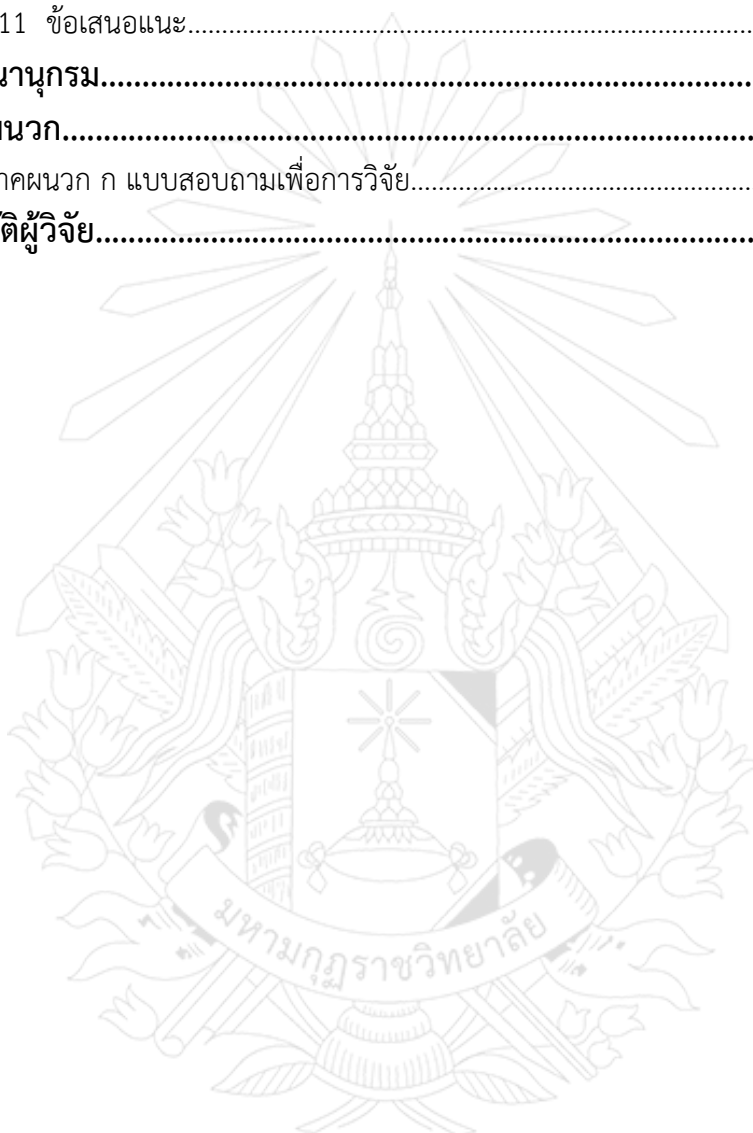 11 ข้อเสนอแนะ................................................................................
นานุกรม................................................................................
ผนวก................................................................................
าคผนวก ก แบบสอบถามเพื่อการวิจัย............................................................
ติผู้วิจัย................................................................................
มหามกุฏราชวิทยาลัย